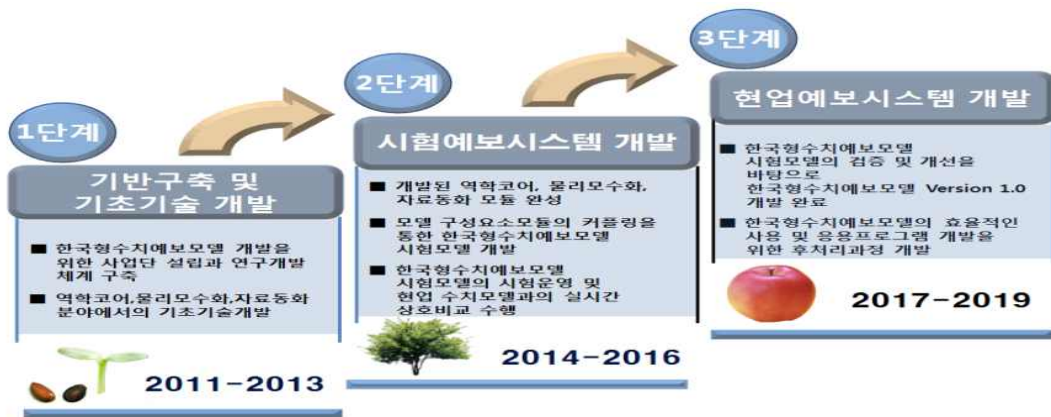 1단계
기반구축 및
기초기술 개발
■ 한국형수치예보모델 개발을
위한 사업단 설립과 연구개발
체계 구축
■ 역학코어,물리모수화,자료동화
분야에서의 기초기술개발
2011-2013
2단계
시험예보시스템 개발
■ 개발된 역학코어, 물리모수화,
자료동화 모듈 완성
■ 모델 구성요소모듈의 커플링을
통한 한국형수치예보모델
시험모델 개발
■ 한국형수치예보모델
시험모델의 시험운영 및
현업 수치모델과의 실시간
상호비교 수행
2014-2016
3단계
현업예보시스템 개발
■ 한국형수치예보모델
시험모델의 검증 및 개선을
바탕으로
한국형수치예보모델 Version 1.0
개발 완료
■ 한국형수치예보모델의 효율적인
사용 및 응용프로그램 개발을
위한 후처리과정 개발
2017-2019